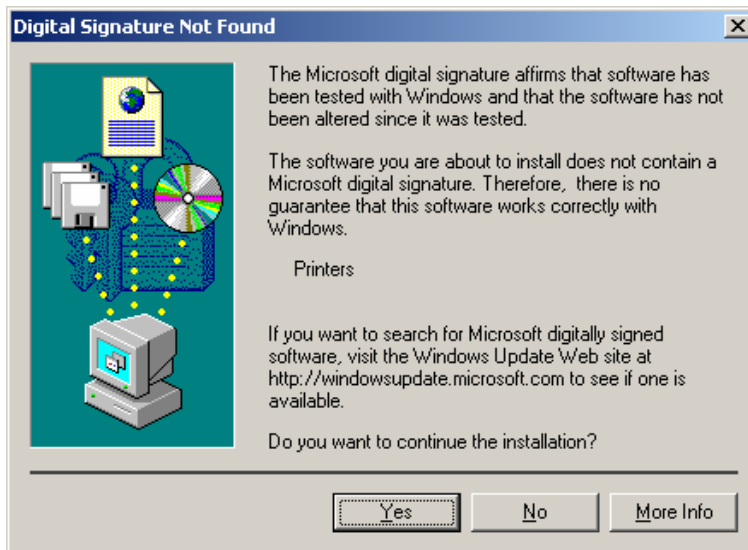 Digital Signature Not Found
The Microsoft digital signature affirms that software has
been tested with Windows and that the software has not
been altered since it was tested.
The software you are about to install does not contain a
Microsoft digital signature. Therefore,  there is no
guarantee that this software works correctly with
Windows.
Printers
If you want to search for Microsoft digitally signed
software, visit the Windows Update Web site at
http://windowsupdate.microsoft.com to see if one is
available.
Do you want to continue the installation?
Yes
No
More Info